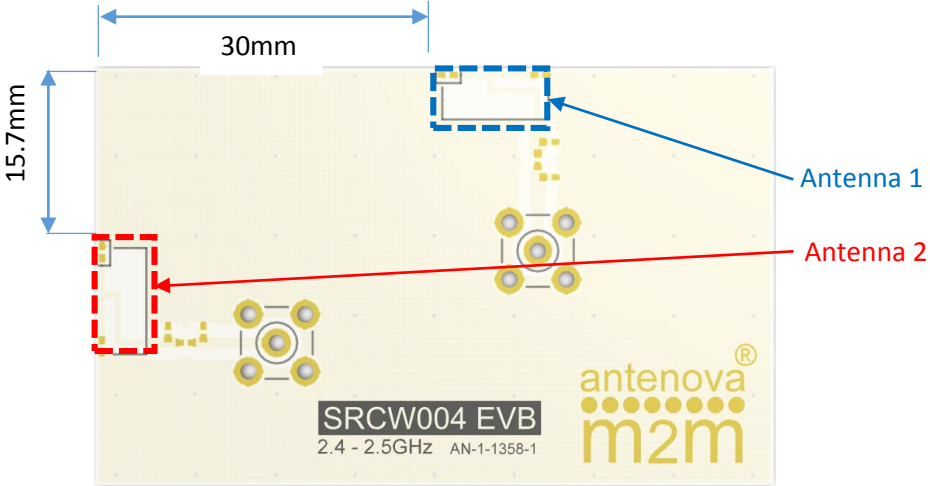 30mm
15.7mm
Antenna 1
Antenna 2
antenova®
m2m
SRCW004 EVB
2.4 - 2.5GHz AN-1-1358-1